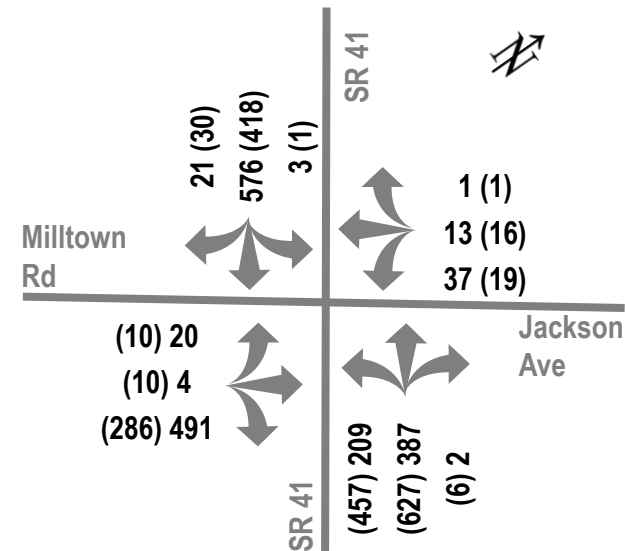 SR 41
N
21 (30)
576 (418)
3 (1)
1 (1)
13 (16)
37 (19)
Milltown
Rd
Jackson
Ave
(10) 20
(10) 4
(286) 491
(457) 209
(627) 387
(6) 2
SR 41